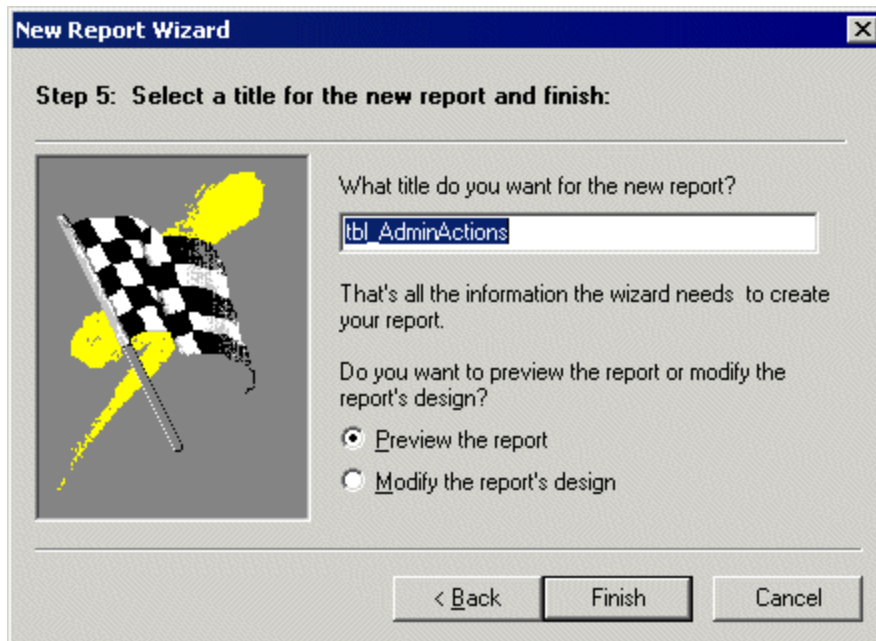 New Report Wizard
Step 5: Select a title for the new report and finish:
What title do you want for the new report?
tbl_AdminActions
That's all the information the wizard needs to create
your report.
Do you want to preview the report or modify the
report's design?
Preview the report
Modify the report's design
< Back Finish Cancel